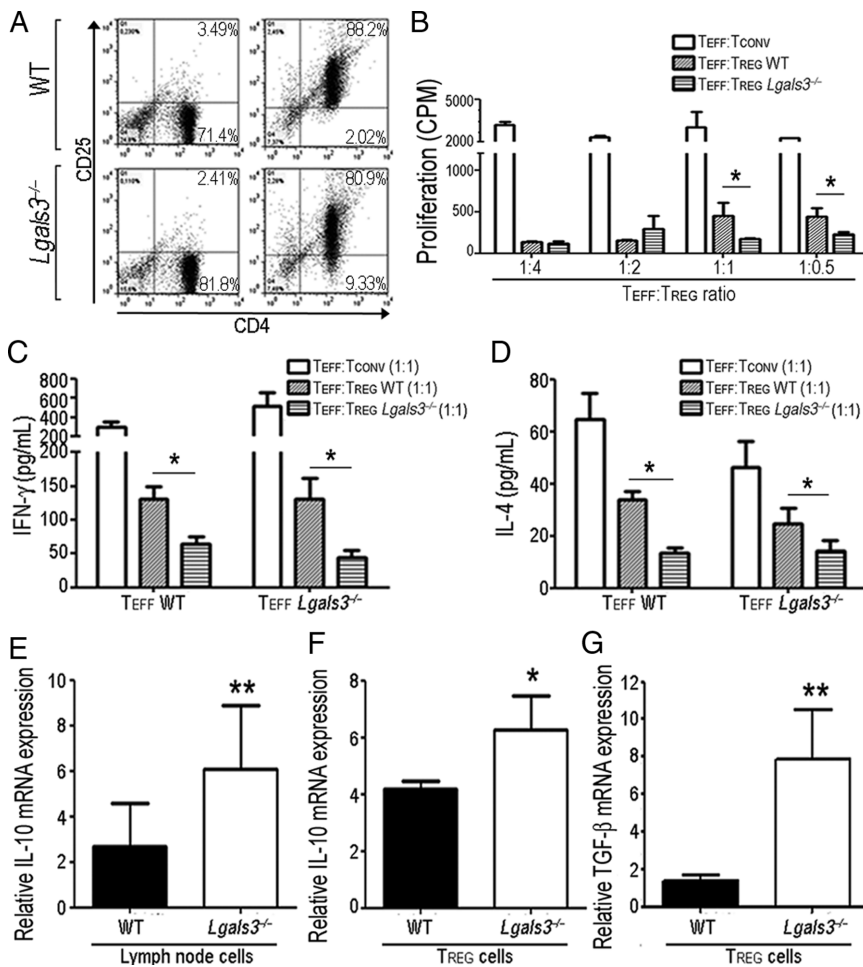 A
WT
Lgals3-/-
CD25
CD4
3.49%
71.4%
88.2%
2.02%
2.41%
81.8%
80.9%
9.33%
B
TEFF:TCONV
TEFF:TREG WT
TEFF:TREG Lgals3-/-
Proliferation (CPM)
5000
2000
1000
500
0
*
*
1:4 1:2 1:1 1:0.5
TEFF:TREG ratio
C
TEFF:TCONV (1:1)
TEFF:TREG WT (1:1)
TEFF:TREG Lgals3-/- (1:1)
IFN-γ (pg/mL)
800
600
400
200
150
100
50
0
*
*
TEFF WT TEFF Lgals3-/-
D
TEFF:TCONV (1:1)
TEFF:TREG WT (1:1)
TEFF:TREG Lgals3-/- (1:1)
IL-4 (pg/mL)
80
60
40
20
0
*
*
TEFF WT TEFF Lgals3-/-
E
Relative IL-10 mRNA expression
10
8
6
4
2
0
**
WT Lgals3-/-
Lymph node cells
F
Relative IL-10 mRNA expression
8
6
4
2
0
*
WT Lgals3-/-
TREG cells
G
Relative TGF-β mRNA expression
12
10
8
6
4
2
0
**
WT Lgals3-/-
TREG cells